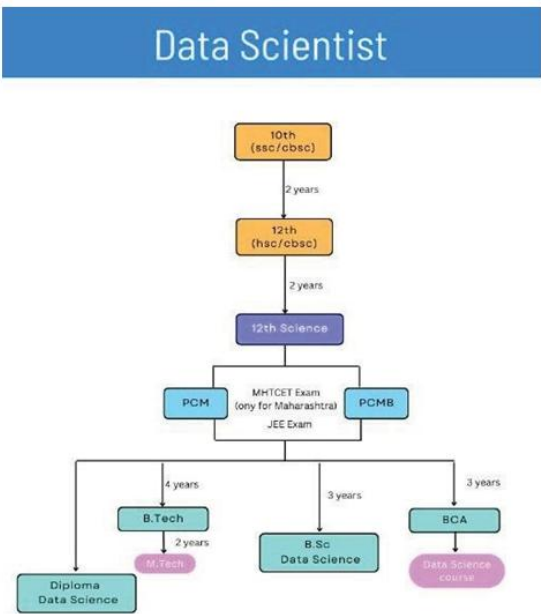 Data Scientist
10th
(ssc/cbsc)
2 years
12th
(hsc/cbsc)
2 years
12th Science
PCM
MHTCET Exam
(ony for Maharashtra)
JEE Exam
PCMB
4 years
3 years
3 years
B.Tech
BCA
2 years
M.Tech
B.Sc
Data Science
Data Science
course
Diploma
Data Science